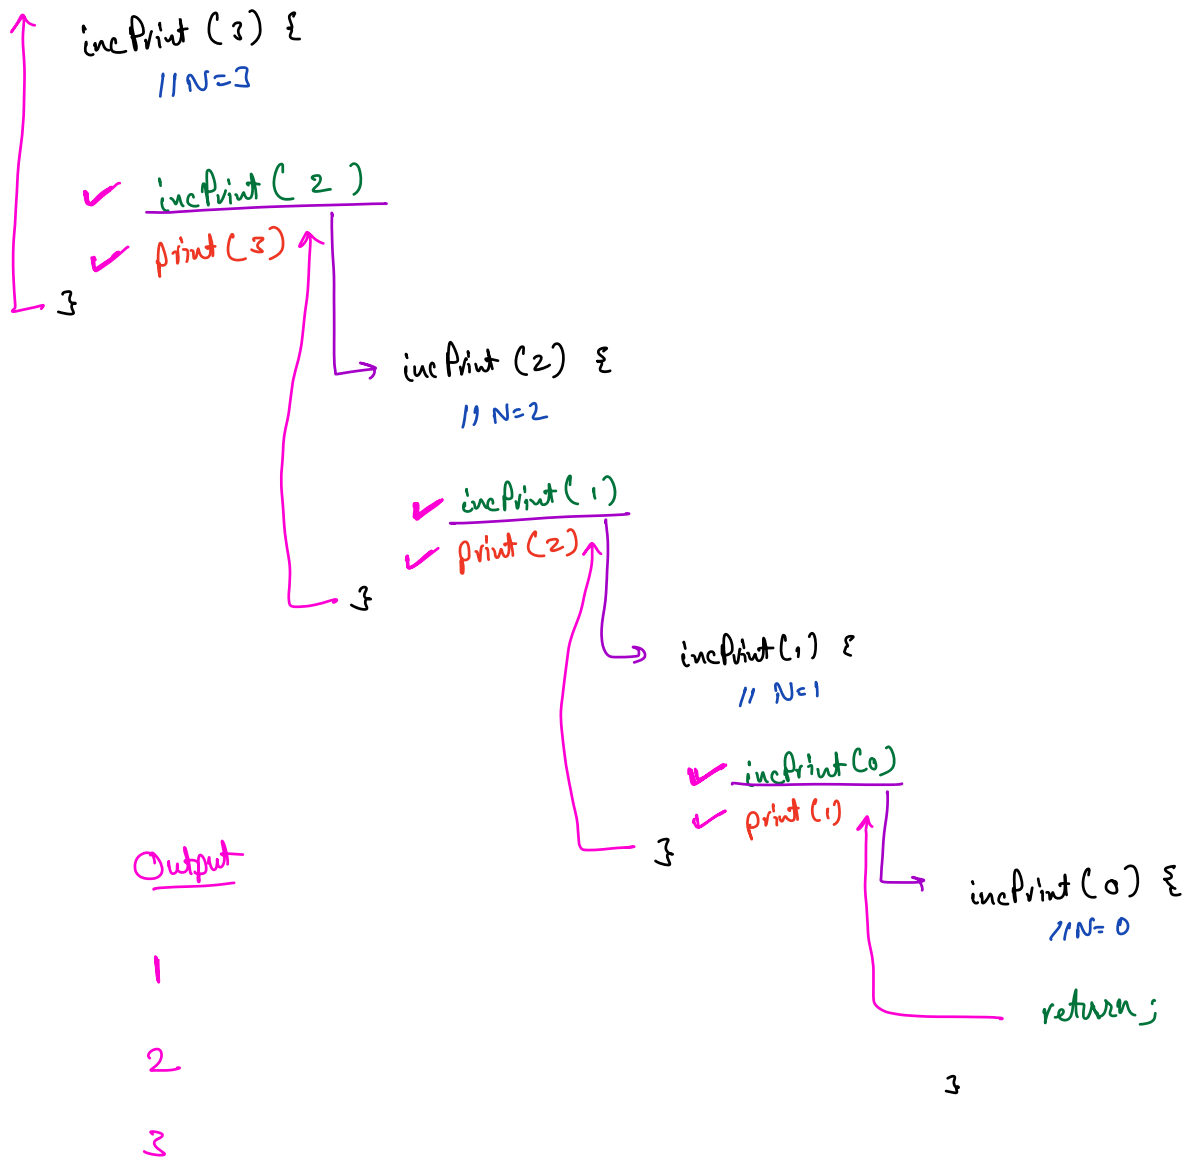 incPrint (3) {
//N=3
incPrint( 2 )
print(3)
}
incPrint (2) {
// N=2
incPrint(1)
print(2)
}
incPrint(1) {
// N=1
incPrint(0)
print(1)
}
incPrint(0) {
//N=0
return;
}
Output
1
2
3